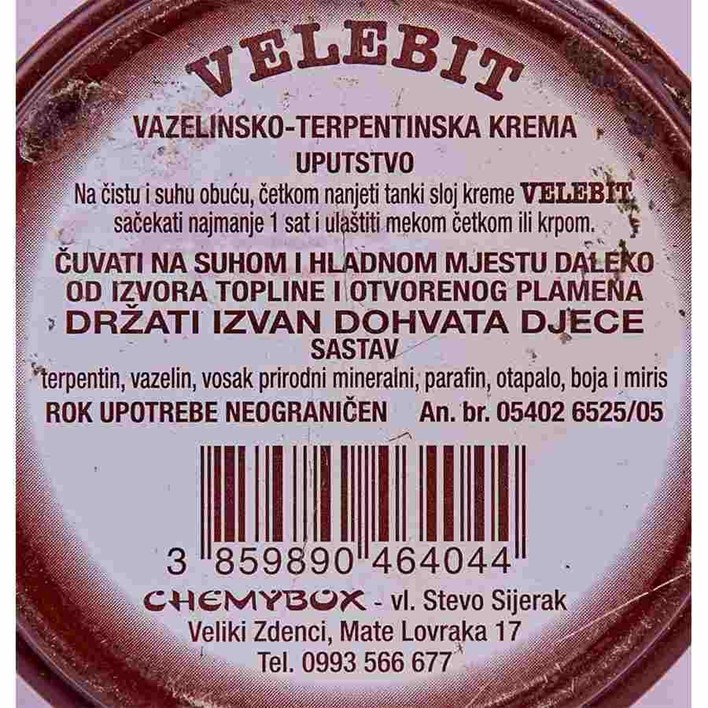 VELEBIT
VAZELINSKO-TERPENTINSKA KREMA
UPUTSTVO
Na čistu i suhu obuću, četkom nanjeti tanki sloj kreme VELEBIT,
sačekati najmanje 1 sat i ulaštiti mekom četkom ili krpom.
ČUVATI NA SUHOM I HLADNOM MJESTU DALEKO
OD IZVORA TOPLINE I OTVORENOG PLAMENA
DRŽATI IZVAN DOHVATA DJECE
SASTAV
terpentin, vazelin, vosak prirodni mineralni, parafin, otapalo, boja i miris
ROK UPOTREBE NEOGRANIČEN An. br. 05402 6525/05
3 859890 464044
CHEMYBOX - vl. Stevo Sijerak
Veliki Zdenci, Mate Lovraka 17
Tel. 0993 566 677